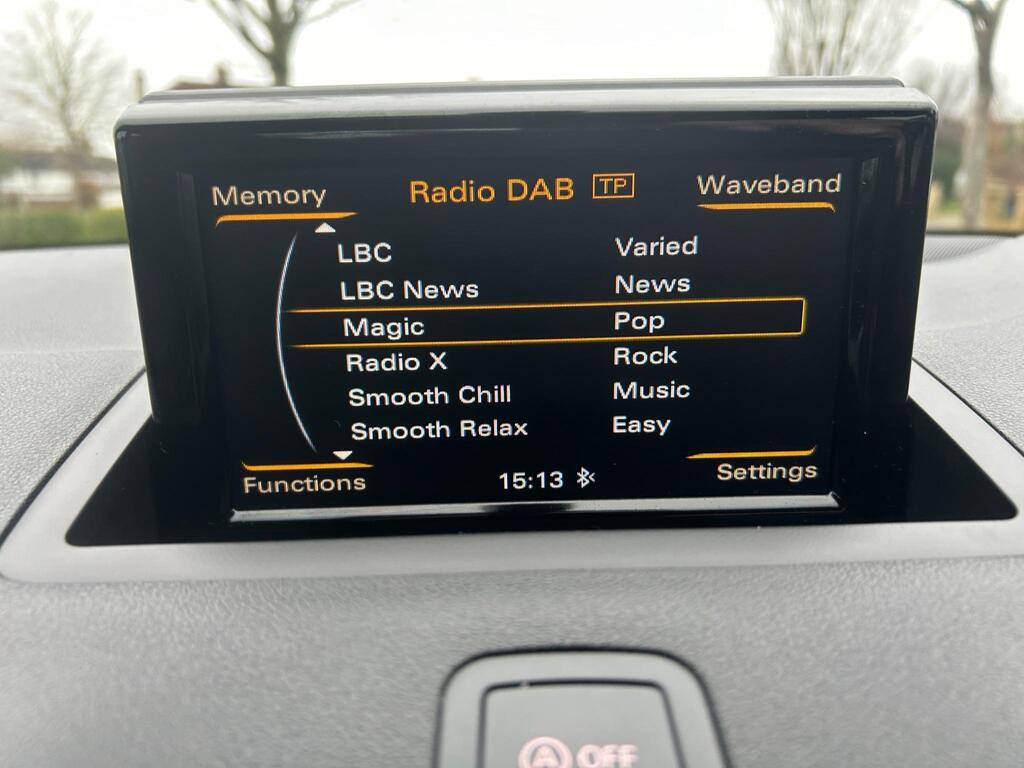 Memory Radio DAB TP Waveband
LBC Varied
LBC News News
Magic Pop
Radio X Rock
Smooth Chill Music
Smooth Relax Easy
Functions 15:13 Settings
A OFF